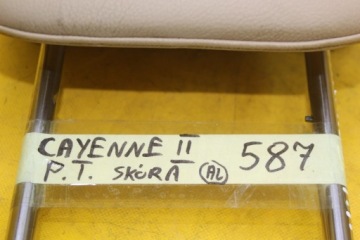 CAYENNE II 587
P.T. SKÓRA AL